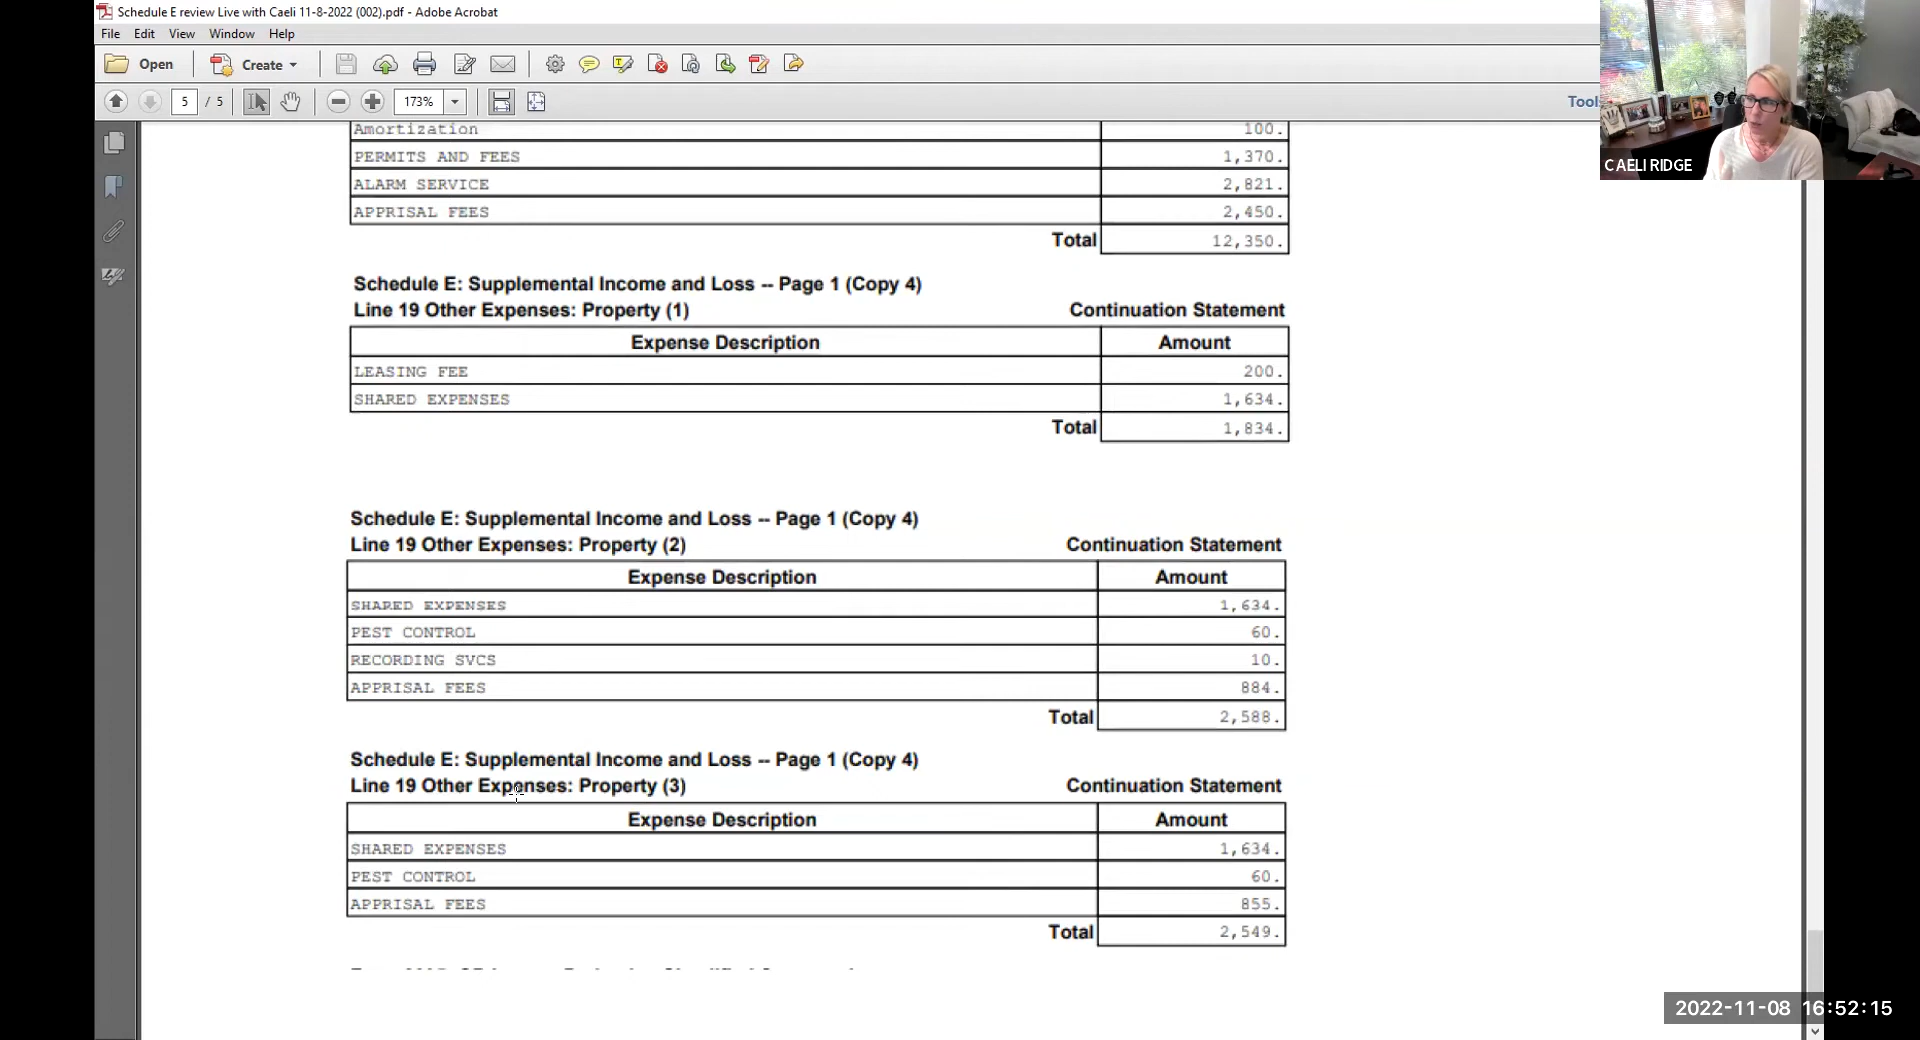 Schedule E review Live with Caeli 11-8-2022 (002).pdf - Adobe Acrobat
File Edit View Window Help
Open Create
5 / 5 173% Tool
CAELI RIDGE
Amortization 100.
PERMITS AND FEES 1,370.
ALARM SERVICE 2,821.
APPRISAL FEES 2,450.
Total 12,350.
Schedule E: Supplemental Income and Loss -- Page 1 (Copy 4)
Line 19 Other Expenses: Property (1) Continuation Statement
Expense Description Amount
LEASING FEE 200.
SHARED EXPENSES 1,634.
Total 1,834.
Schedule E: Supplemental Income and Loss -- Page 1 (Copy 4)
Line 19 Other Expenses: Property (2) Continuation Statement
Expense Description Amount
SHARED EXPENSES 1,634.
PEST CONTROL 60.
RECORDING SVCS 10.
APPRISAL FEES 884.
Total 2,588.
Schedule E: Supplemental Income and Loss -- Page 1 (Copy 4)
Line 19 Other Expenses: Property (3) Continuation Statement
Expense Description Amount
SHARED EXPENSES 1,634.
PEST CONTROL 60.
APPRISAL FEES 855.
Total 2,549.
2022-11-08 16:52:15